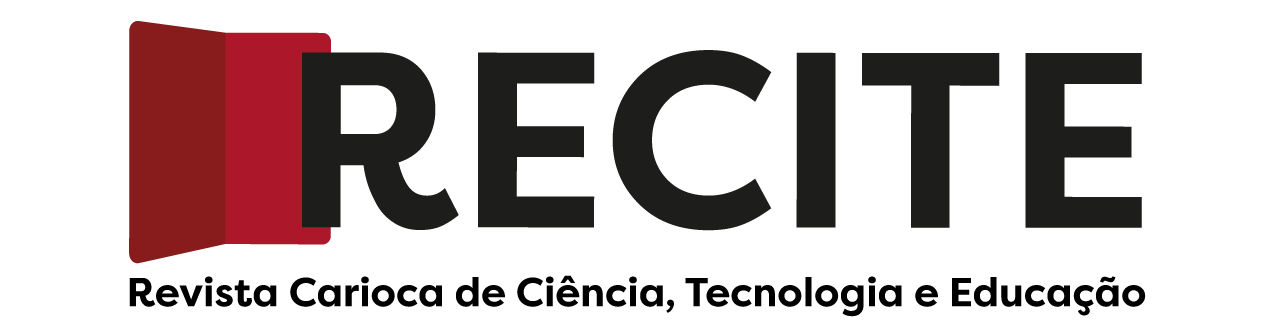 RECITE
Revista Carioca de Ciência, Tecnologia e Educação